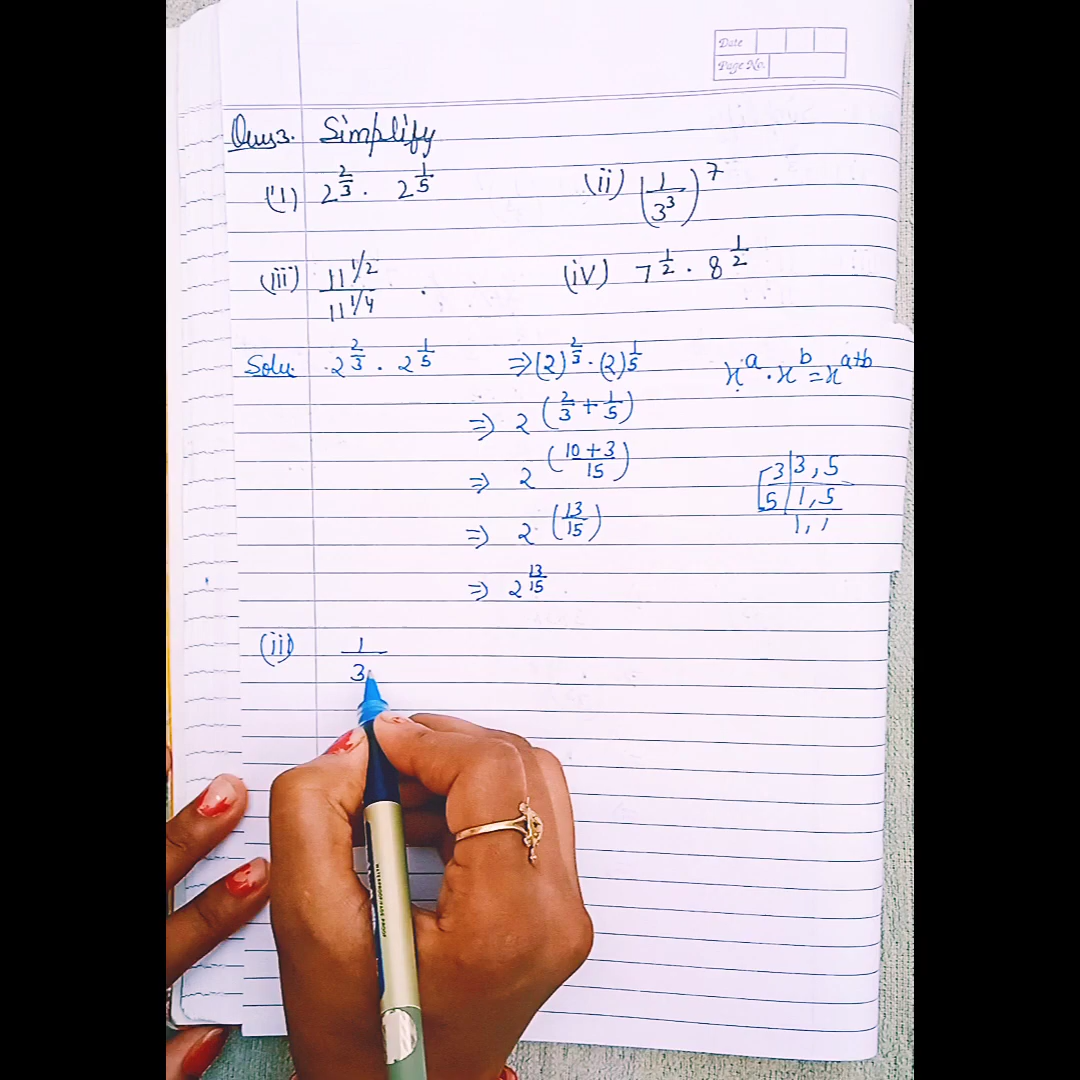 Date
Page No.
Ques3. Simplify
(i) 2^(2/3) · 2^(1/5) (ii) (1/3^3)^7
(iii) 11^(1/2)/11^(1/4) . (iv) 7^(1/2) · 8^(1/2)
Solu. 2^(2/3) · 2^(1/5) ⇒ (2)^(2/3) · (2)^(1/5) x^a · x^b = x^(a+b)
⇒ 2^(2/3 + 1/5)
⇒ 2^((10+3)/15) 3 | 3, 5
5 | 1, 5
1, 1
⇒ 2^(13/15)
⇒ 2^(13/15)
(ii) 1/3